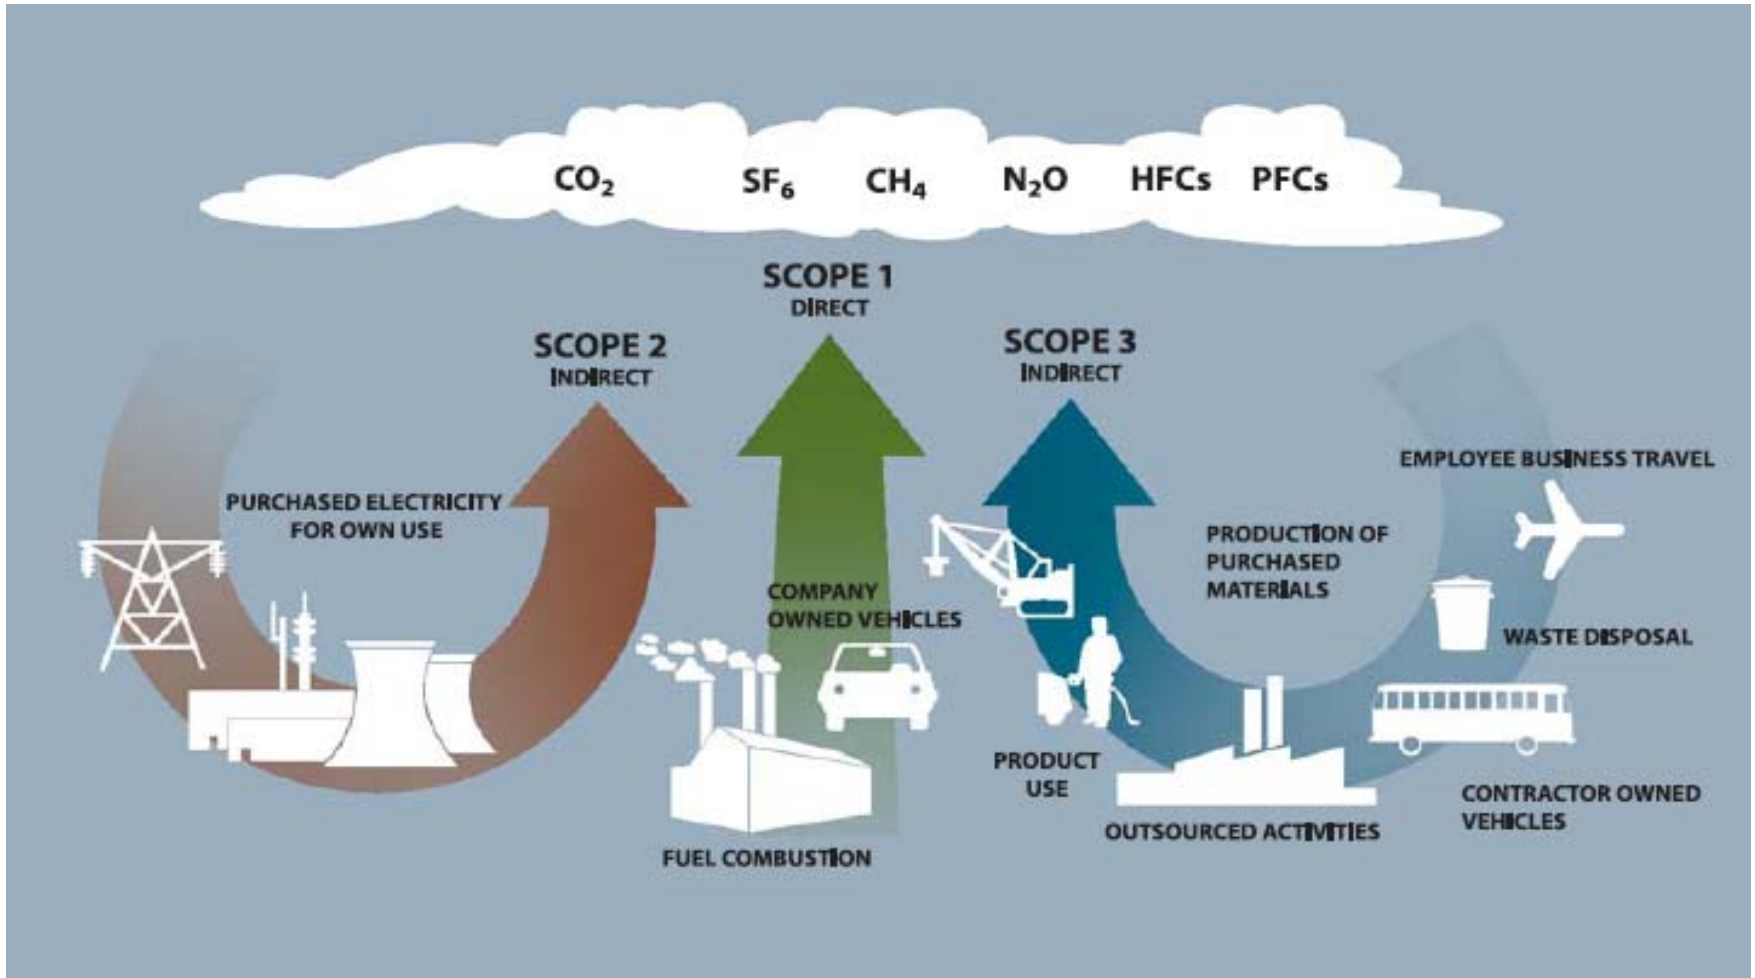 CO₂ SF₆ CH₄ N₂O HFCs PFCs
SCOPE 1
DIRECT
SCOPE 2
INDIRECT
SCOPE 3
INDIRECT
PURCHASED ELECTRICITY
FOR OWN USE
COMPANY
OWNED VEHICLES
FUEL COMBUSTION
PRODUCT
USE
PRODUCTION OF
PURCHASED
MATERIALS
OUTSOURCED ACTIVITIES
EMPLOYEE BUSINESS TRAVEL
WASTE DISPOSAL
CONTRACTOR OWNED
VEHICLES